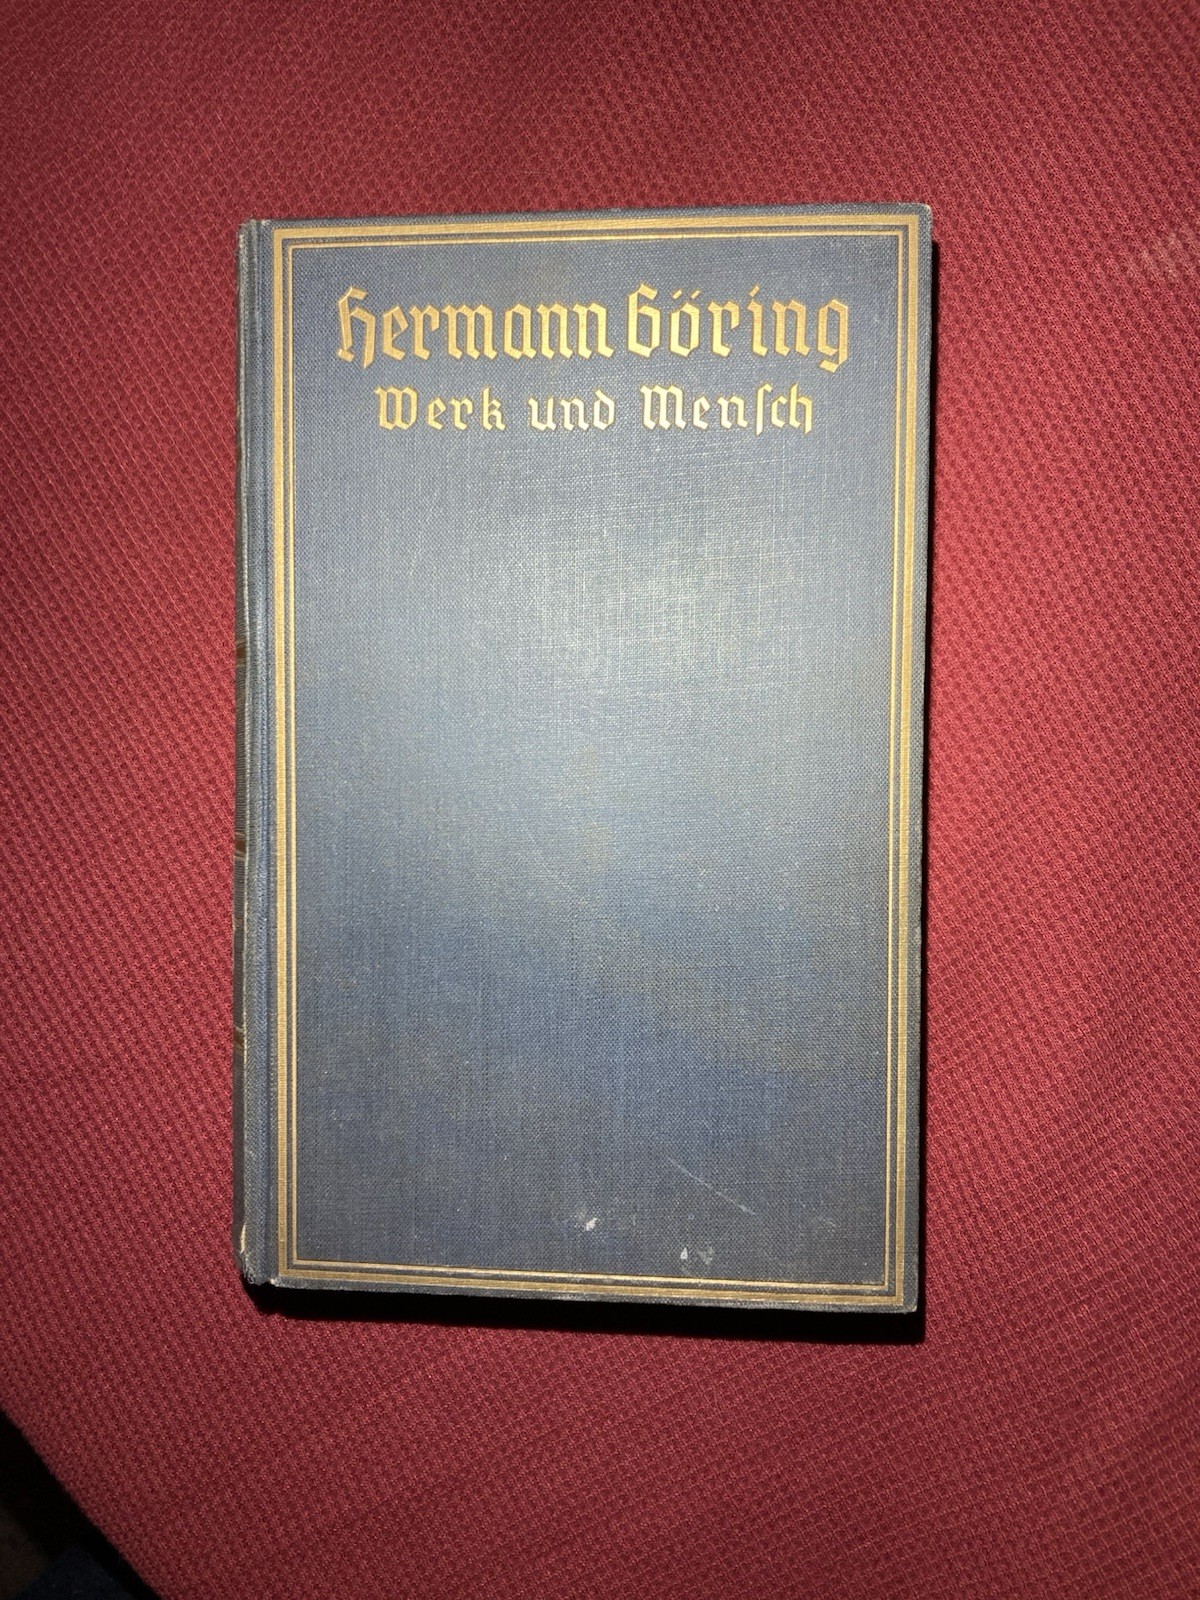 Hermann Göring
Werk und Menſch